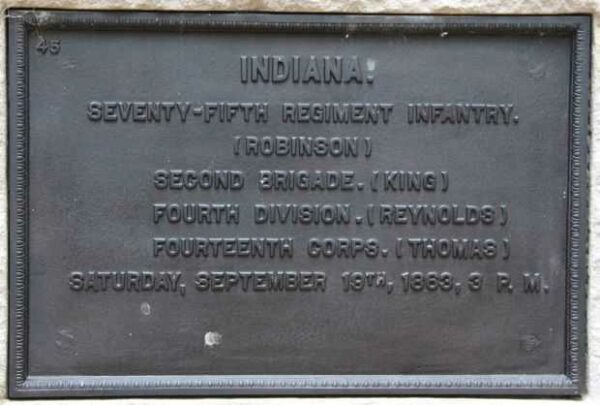 45
INDIANA.
SEVENTY-FIFTH REGIMENT INFANTRY.
(ROBINSON)
SECOND BRIGADE. (KING)
FOURTH DIVISION. (REYNOLDS)
FOURTEENTH CORPS. (THOMAS)
SATURDAY, SEPTEMBER 19TH, 1863, 3 P.M.